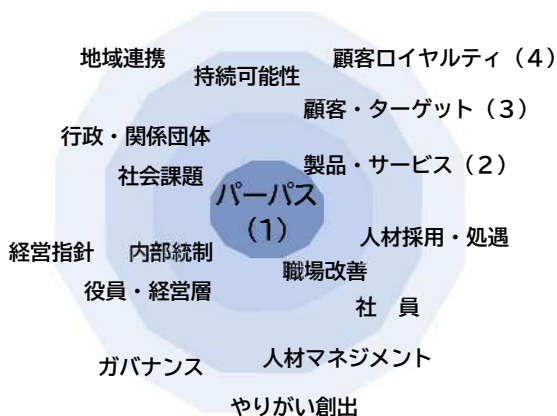 地域連携
顧客ロイヤルティ（4）
持続可能性
顧客・ターゲット（3）
行政・関係団体
製品・サービス（2）
社会課題
パーパス
（1）
人材採用・処遇
経営指針
内部統制
職場改善
役員・経営層
社　員
人材マネジメント
ガバナンス
やりがい創出